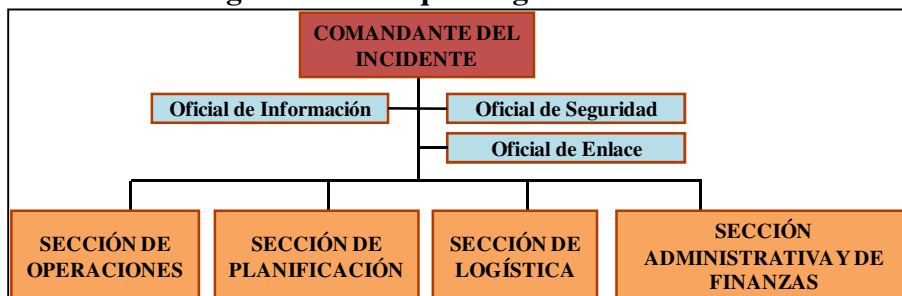 COMANDANTE DEL
INCIDENTE
Oficial de Información
Oficial de Seguridad
Oficial de Enlace
SECCIÓN DE
OPERACIONES
SECCIÓN DE
PLANIFICACIÓN
SECCIÓN DE
LOGÍSTICA
SECCIÓN
ADMINISTRATIVA Y DE
FINANZAS